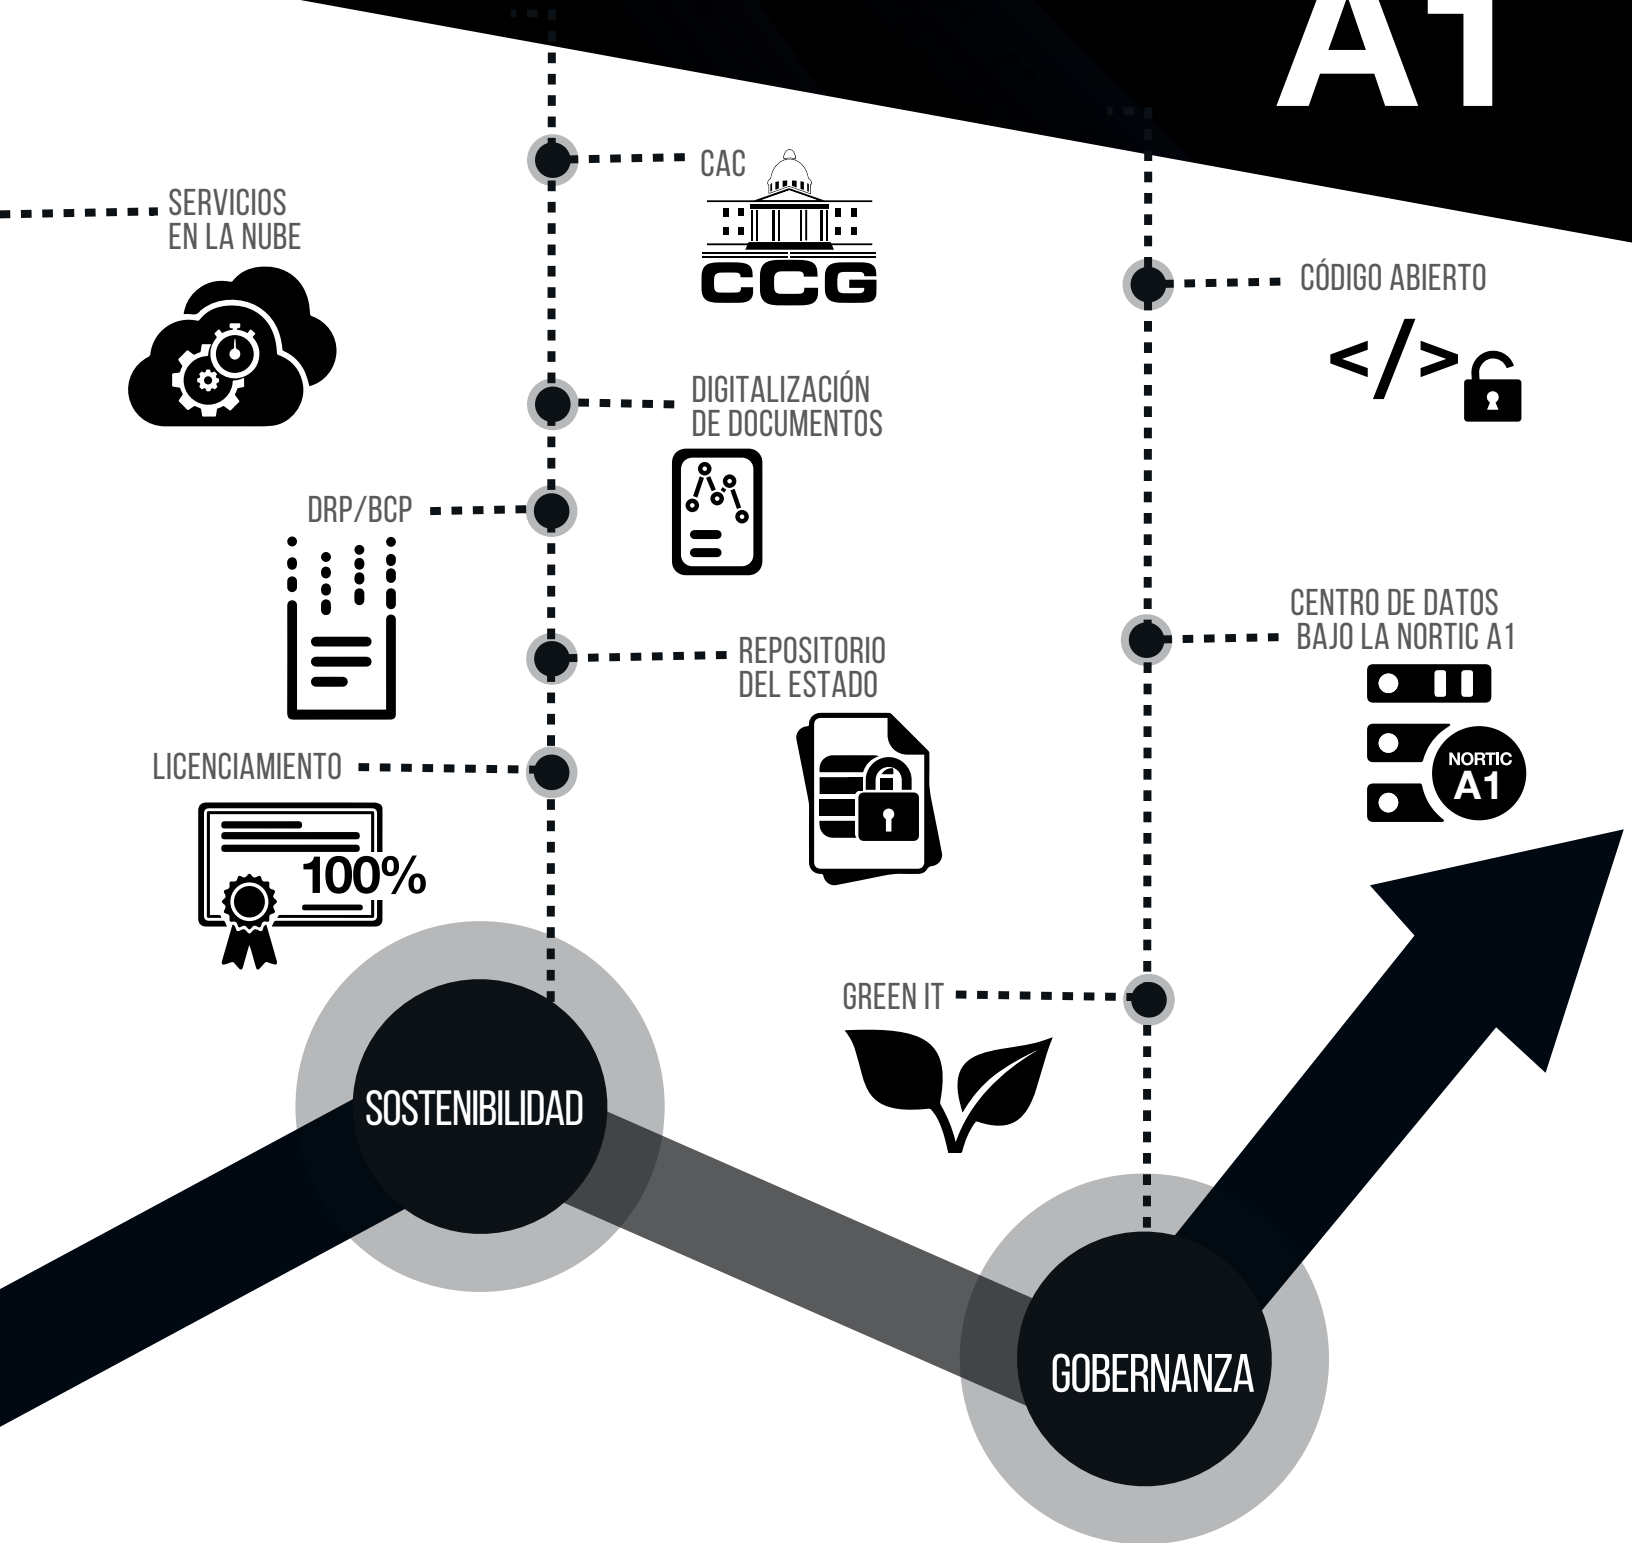 A1
CAC
CCG
SERVICIOS
EN LA NUBE
CÓDIGO ABIERTO
</>
DIGITALIZACIÓN
DE DOCUMENTOS
DRP/BCP
CENTRO DE DATOS
BAJO LA NORTIC A1
NORTIC
A1
REPOSITORIO
DEL ESTADO
LICENCIAMIENTO
100%
GREEN IT
SOSTENIBILIDAD
GOBERNANZA